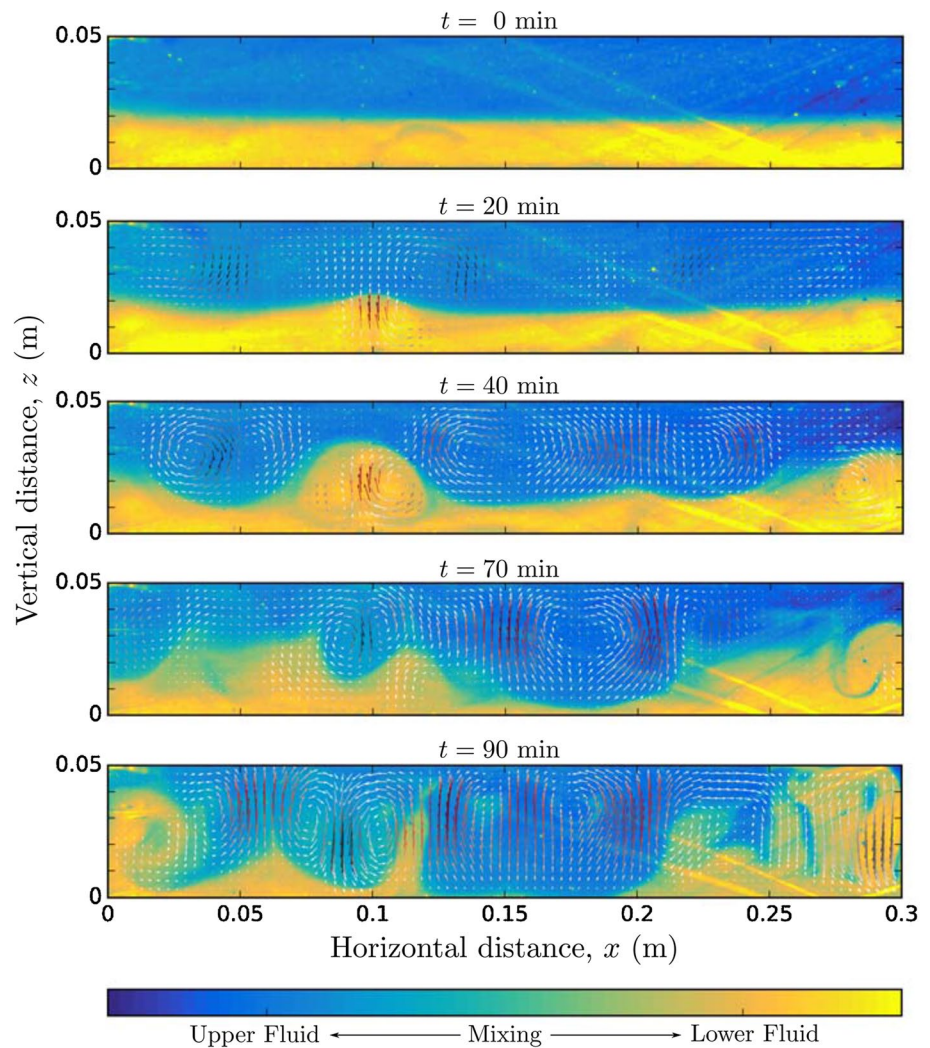 t = 0 min
0.05
0
t = 20 min
0.05
0
t = 40 min
0.05
0
t = 70 min
0.05
0
t = 90 min
0.05
0
Vertical distance, z (m)
0 0.05 0.1 0.15 0.2 0.25 0.3
Horizontal distance, x (m)
Upper Fluid ← Mixing → Lower Fluid